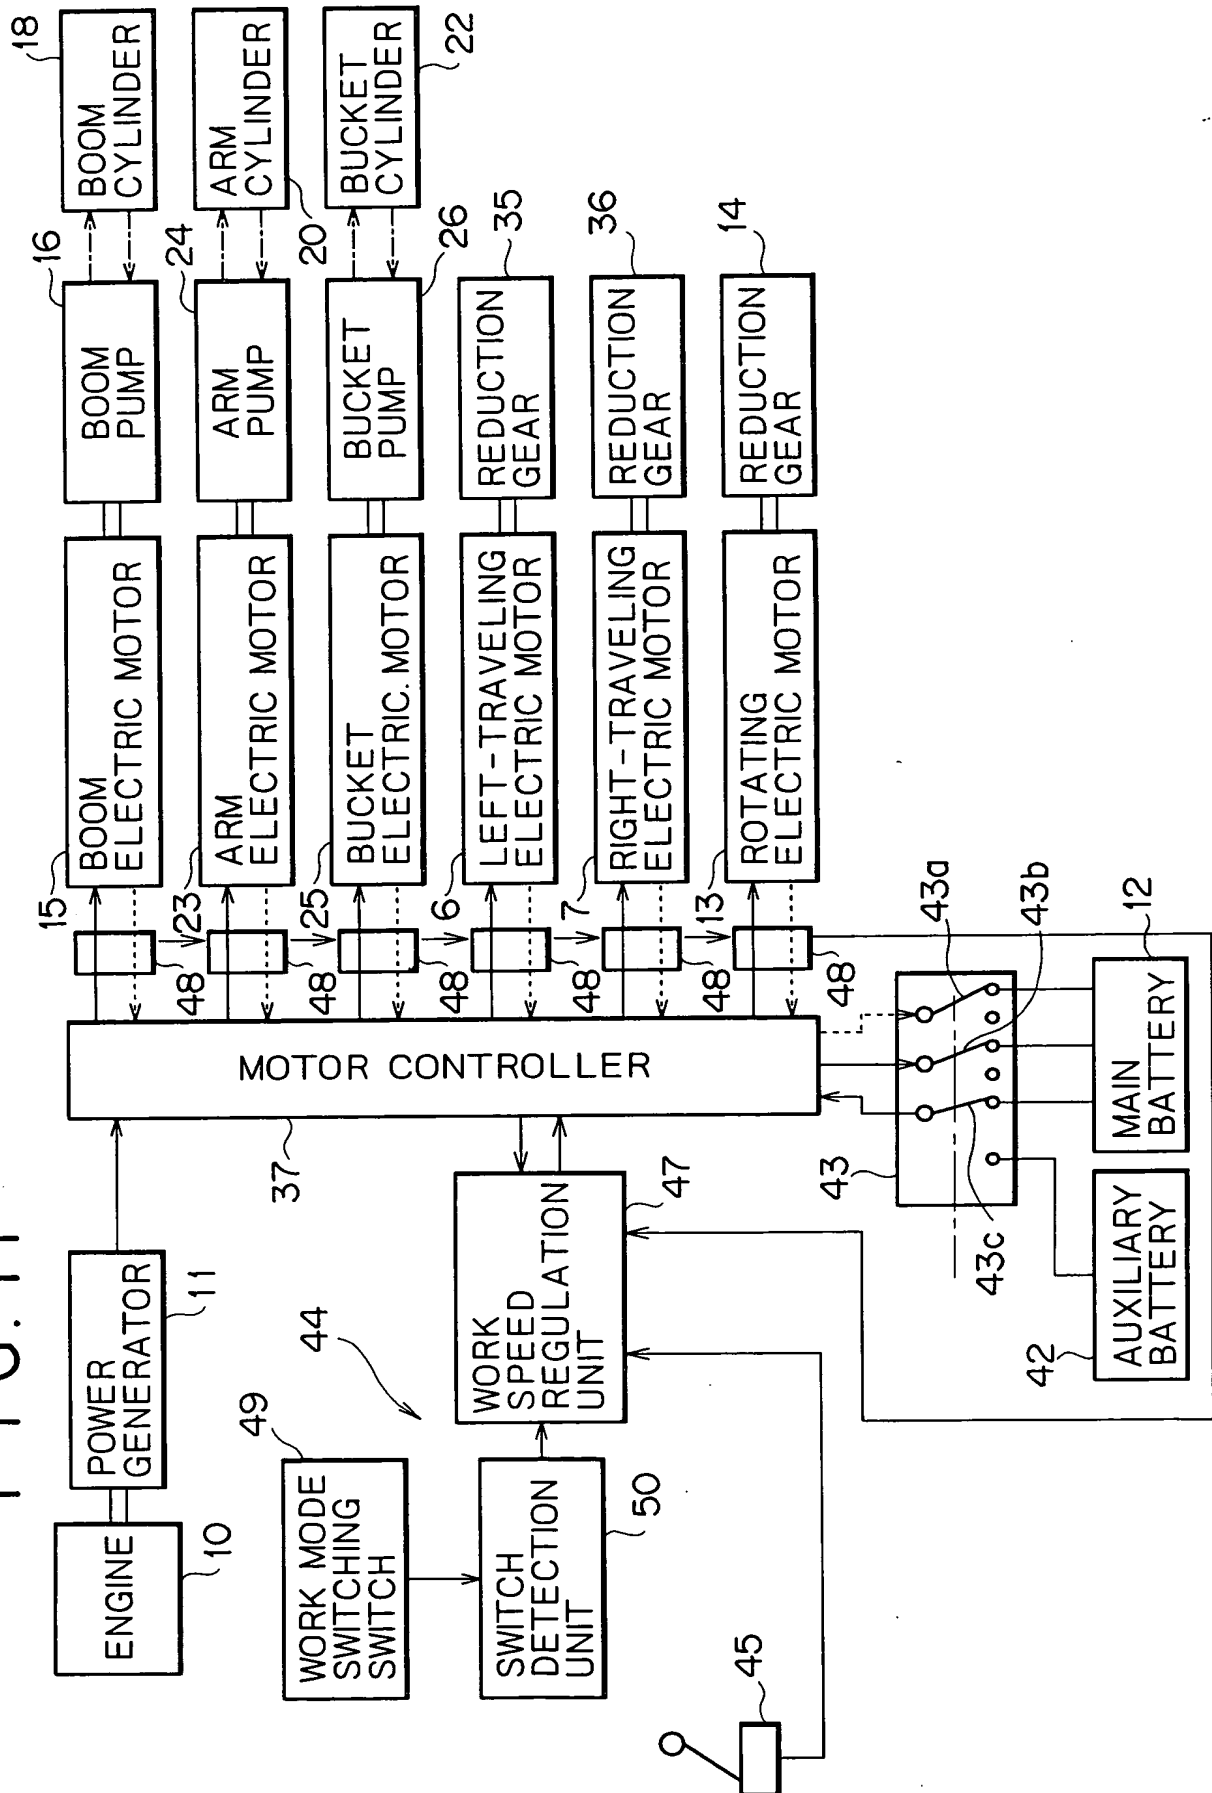 ENGINE
10
POWER
GENERATOR
11
MOTOR CONTROLLER
37
15
BOOM
ELECTRIC MOTOR
16
BOOM
PUMP
18
BOOM
CYLINDER
48
23
ARM
ELECTRIC MOTOR
24
ARM
PUMP
ARM
CYLINDER
20
48
25
BUCKET
ELECTRIC.MOTOR
BUCKET
PUMP
26
BUCKET
CYLINDER
22
48
6
LEFT-TRAVELING
ELECTRIC MOTOR
REDUCTION
GEAR
35
48
7
RIGHT-TRAVELING
ELECTRIC MOTOR
REDUCTION
GEAR
36
48
13
ROTATING
ELECTRIC MOTOR
REDUCTION
GEAR
14
48
49
WORK MODE
SWITCHING
SWITCH
44
SWITCH
DETECTION
UNIT
50
WORK
SPEED
REGULATION
UNIT
47
45
43
43a
43b
43c
42
AUXILIARY
BATTERY
MAIN
BATTERY
12